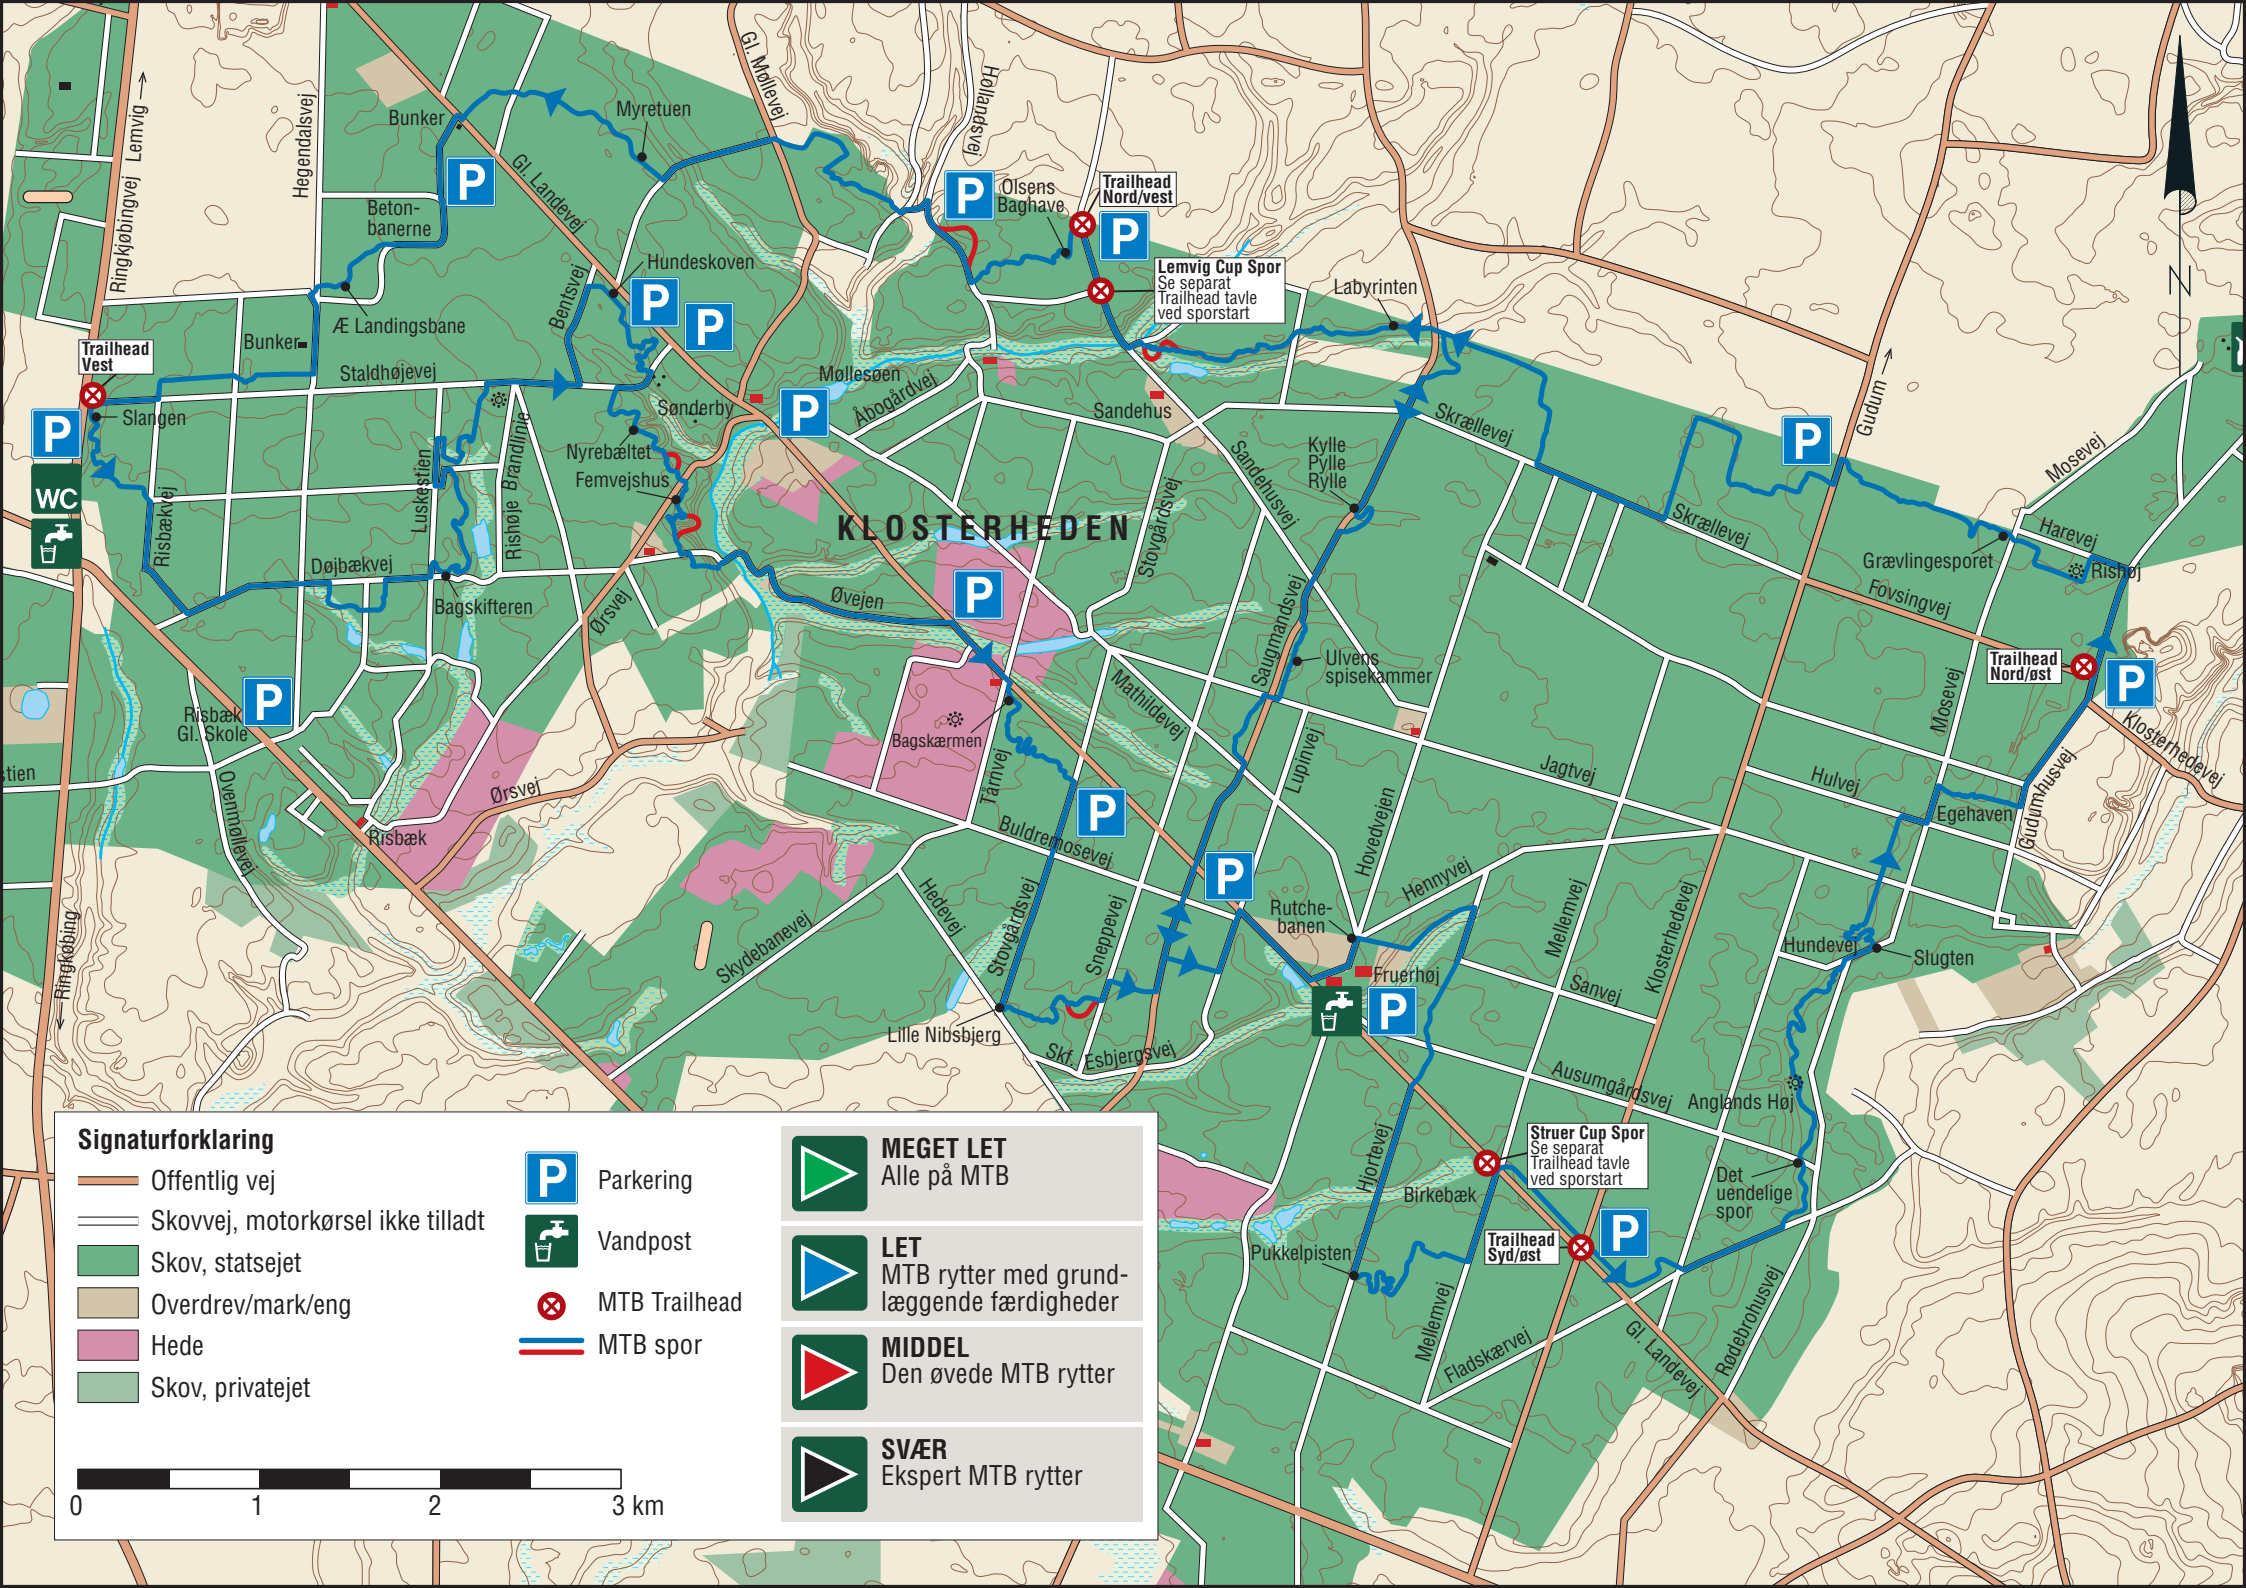 Gl. Møllevej
Hollandsvej
Lemvig
Ringkjøbingvej
Hegendalsvej
Bunker
Myretuen
P
Gl. Landevej
Beton-
banerne
P
Olsens
Baghave
Trailhead
Nord/vest
P
Hundeskoven
Bentsvej
P
P
Lemvig Cup Spor
Se separat
Trailhead tavle
ved sporstart
Labyrinten
N
Æ Landingsbane
Bunker
Trailhead
Vest
Staldhøjevej
Møllesøen
Åbogårdvej
Sønderby
P
Sandehus
Skrællevej
Gudum
P
Slangen
P
WC
Luskestien
Rishøje Brandlinie
Nyrebæltet
Femvejshus
Risbækvej
Kylle
Pylle
Rylle
Sandehusvej
Stovgårdsvej
Mosevej
KLOSTERHEDEN
Skrællevej
Harevej
Grævlingesporet
Rishøj
Døjbækvej
Bagskifteren
Ørsvej
Øvejen
P
Fovsingvej
Saugmandsvej
Ulvens
spisekammer
Trailhead
Nord/øst
P
Klosterhedevej
Mosevej
Mathildevej
Risbæk
Gl. Skole
P
Bagskærmen
Tårnvej
Lupinvej
Jagtvej
Hulvej
Gudumhusvej
Egehaven
stien
Ovenmøllevej
Ørsvej
Risbæk
P
Buldremosevej
Hovedvejen
Hennyvej
P
Hedevej
Stovgårdsvej
Sneppevej
Rutche-
banen
Mellemvej
Klosterhedevej
Hundevej
Slugten
Ringkøbing
Skydebanevej
Fruerhøj
P
Sanvej
Lille Nibsbjerg
Skf. Esbjergsvej
Ausumgårdsvej
Anglands Høj
Hjortevej
Struer Cup Spor
Se separat
Trailhead tavle
ved sporstart
Birkebæk
Det
uendelige
spor
Trailhead
Syd/øst
P
Pukkelpisten
Mellemvej
Fladskærvej
Gl. Landevej
Rødebrohusvej
Signaturforklaring
Offentlig vej
Skovvej, motorkørsel ikke tilladt
Skov, statsejet
Overdrev/mark/eng
Hede
Skov, privatejet
P
Parkering
Vandpost
MTB Trailhead
MTB spor
MEGET LET
Alle på MTB
LET
MTB rytter med grund-
læggende færdigheder
MIDDEL
Den øvede MTB rytter
SVÆR
Ekspert MTB rytter
0 1 2 3 km